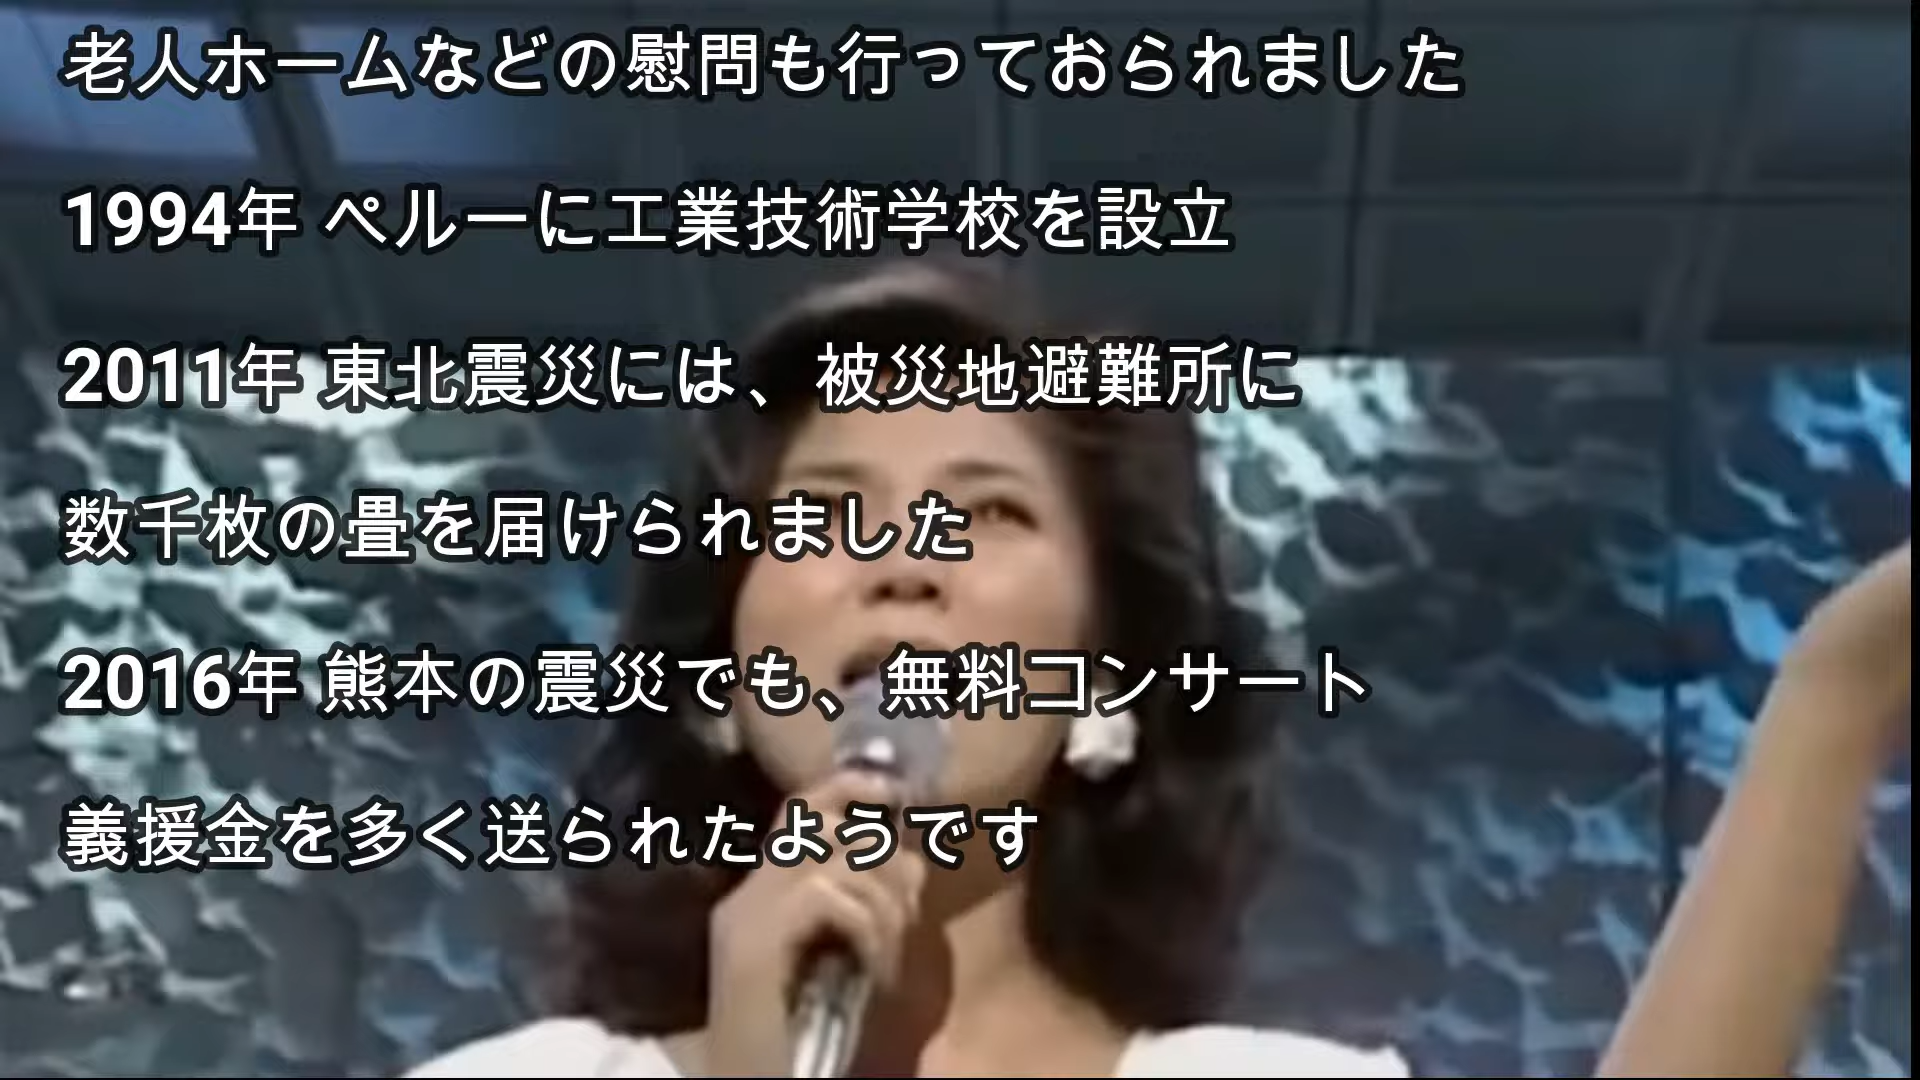 老人ホームなどの慰問も行っておられました
1994年 ペルーに工業技術学校を設立
2011年 東北震災には、被災地避難所に
数千枚の畳を届けられました
2016年 熊本の震災でも、無料コンサート
義援金を多く送られたようです